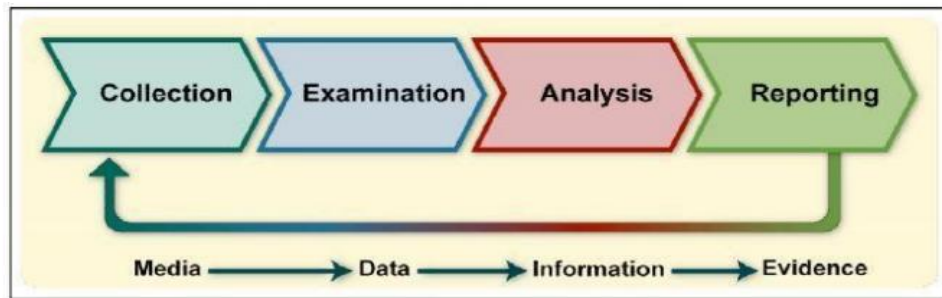 Collection Examination Analysis Reporting
Media Data Information Evidence